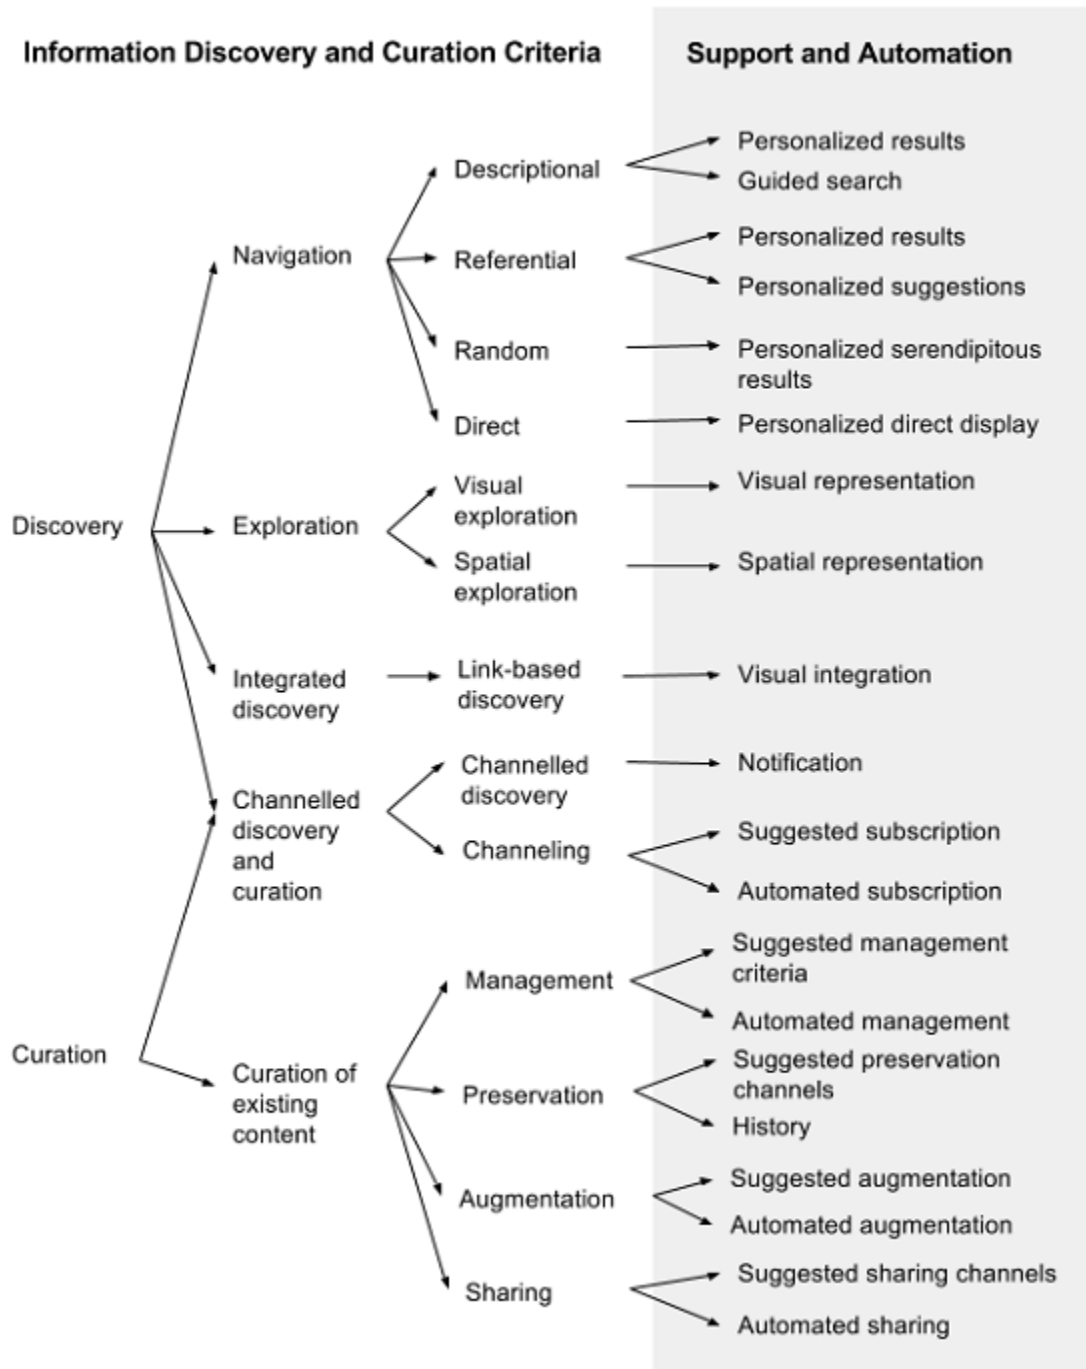 Information Discovery and Curation Criteria
Support and Automation
Discovery
Navigation
Descriptional
Personalized results
Guided search
Referential
Personalized results
Personalized suggestions
Random
Personalized serendipitous
results
Direct
Personalized direct display
Exploration
Visual
exploration
Visual representation
Spatial
exploration
Spatial representation
Integrated
discovery
Link-based
discovery
Visual integration
Channelled
discovery
and
curation
Channelled
discovery
Notification
Channeling
Suggested subscription
Automated subscription
Curation
Curation of
existing
content
Management
Suggested management
criteria
Automated management
Preservation
Suggested preservation
channels
History
Augmentation
Suggested augmentation
Automated augmentation
Sharing
Suggested sharing channels
Automated sharing